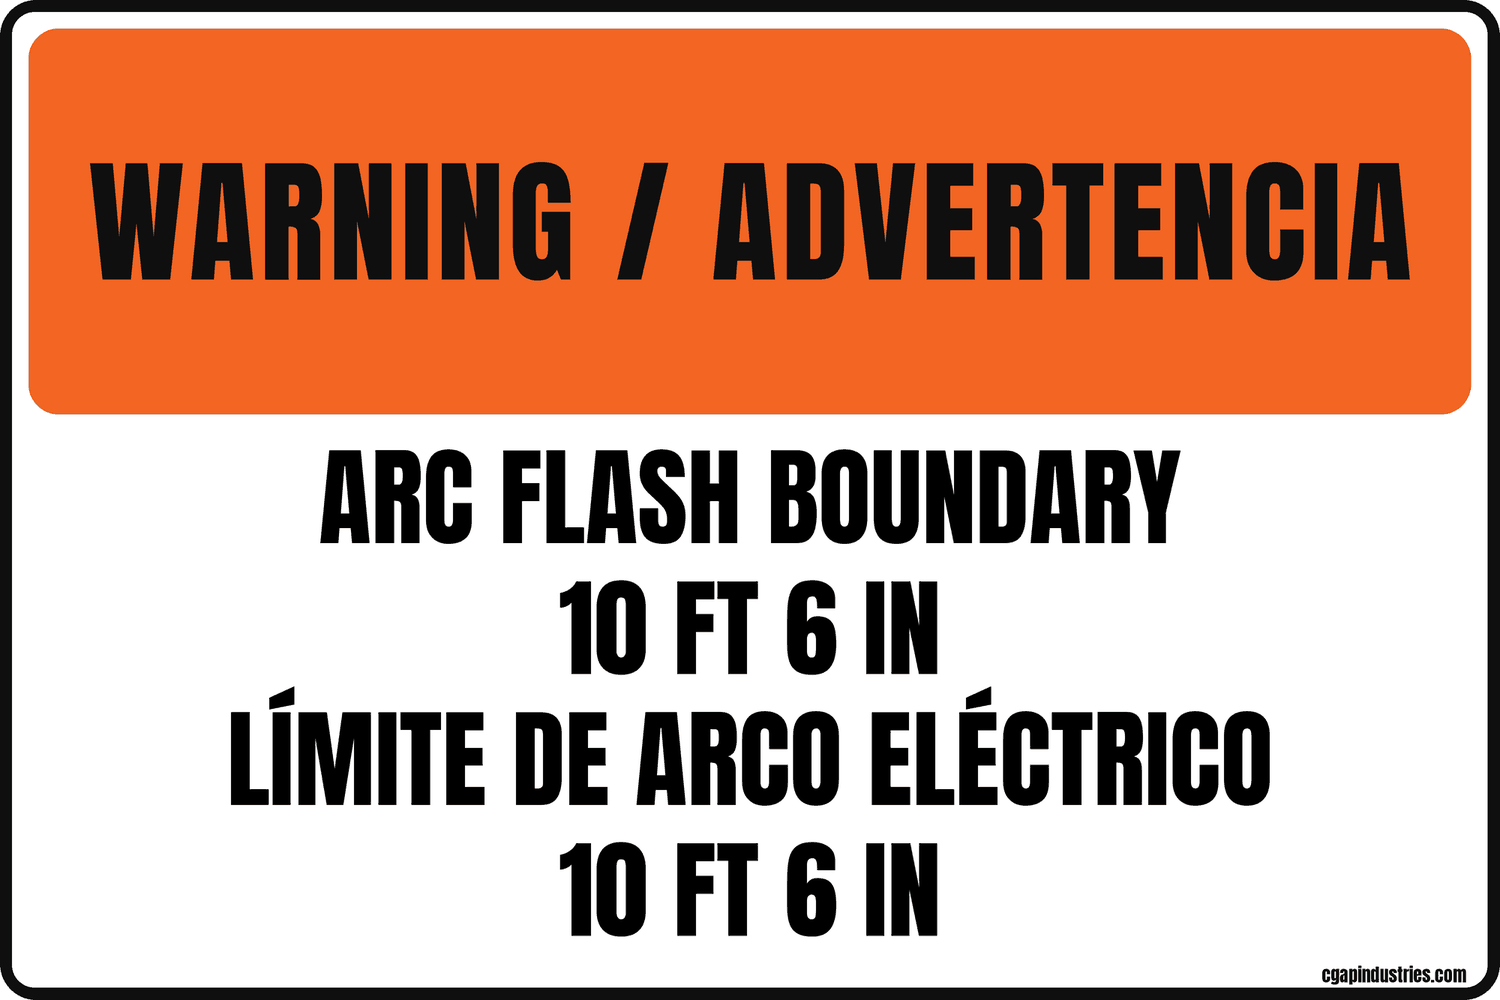 WARNING / ADVERTENCIA
ARC FLASH BOUNDARY
10 FT 6 IN
LÍMITE DE ARCO ELÉCTRICO
10 FT 6 IN
cgapindustries.com